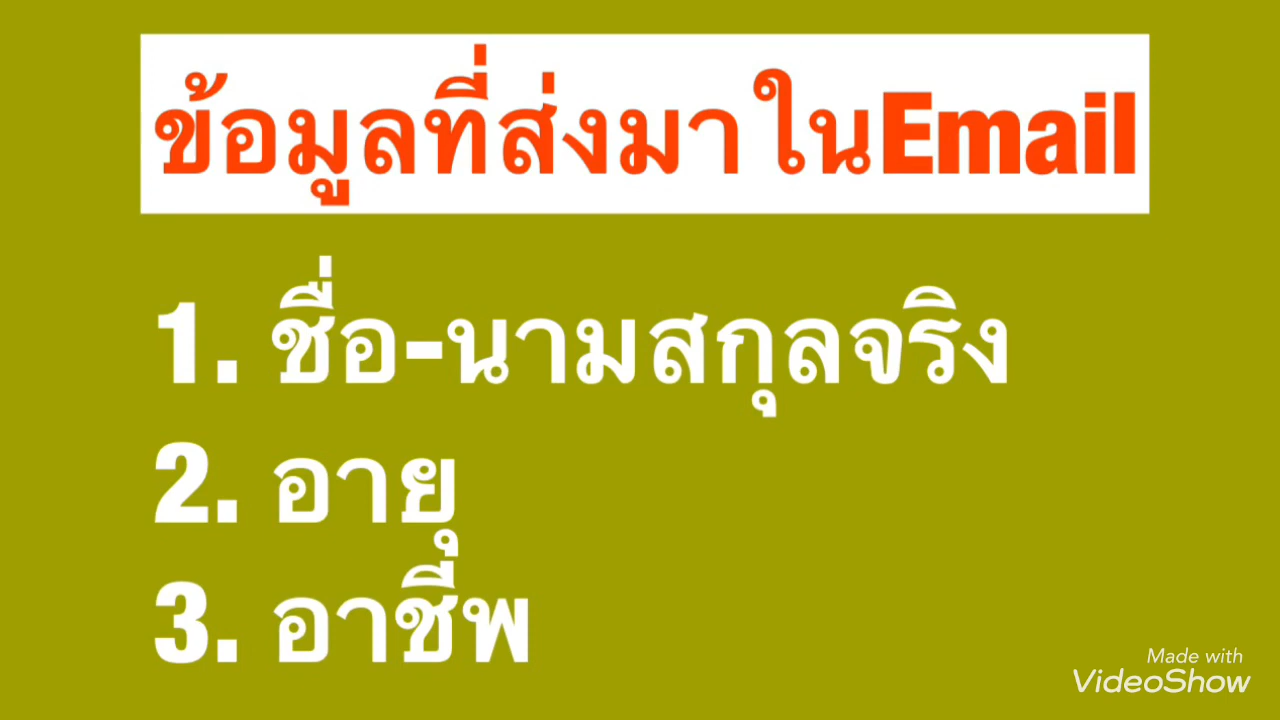 ข้อมูลที่ส่งมาในEmail
1. ชื่อ-นามสกุลจริง
2. อายุ
3. อาชีพ
Made with
VideoShow